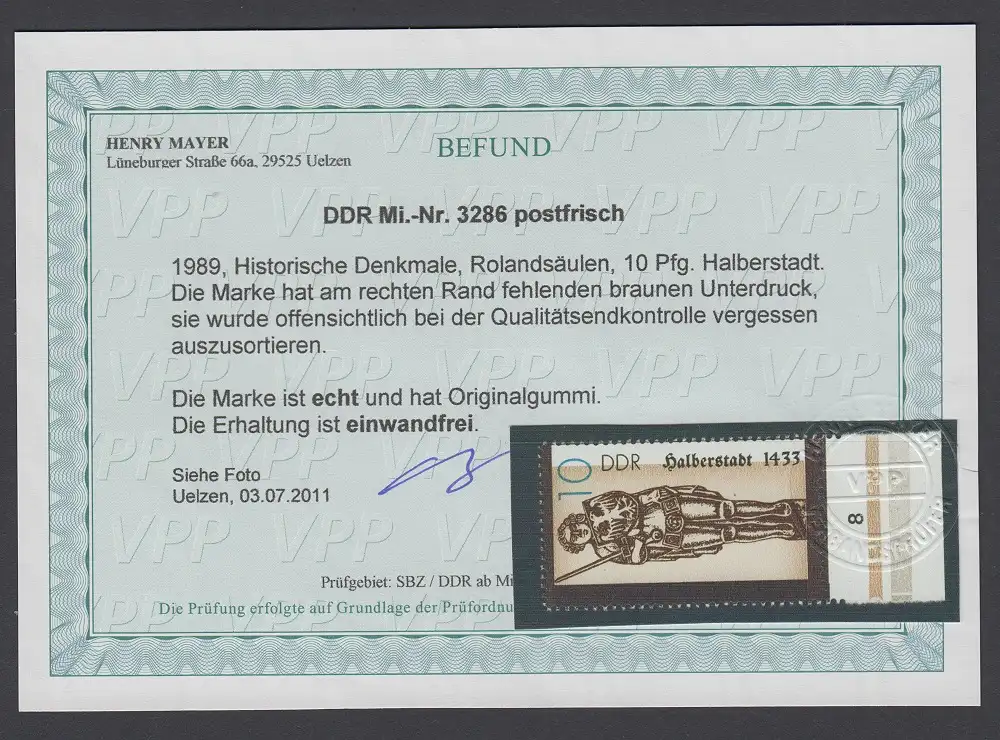 HENRY MAYER
Lüneburger Straße 66a, 29525 Uelzen
BEFUND
DDR Mi.-Nr. 3286 postfrisch
1989, Historische Denkmale, Rolandsäulen, 10 Pfg. Halberstadt.
Die Marke hat am rechten Rand fehlenden braunen Unterdruck,
sie wurde offensichtlich bei der Qualitätsendkontrolle vergessen
auszusortieren.
Die Marke ist echt und hat Originalgummi.
Die Erhaltung ist einwandfrei.
Siehe Foto
Uelzen, 03.07.2011
10 DDR Halberstadt 1433
8
VPP
Prüfgebiet: SBZ / DDR ab
Die Prüfung erfolgte auf Grundlage der